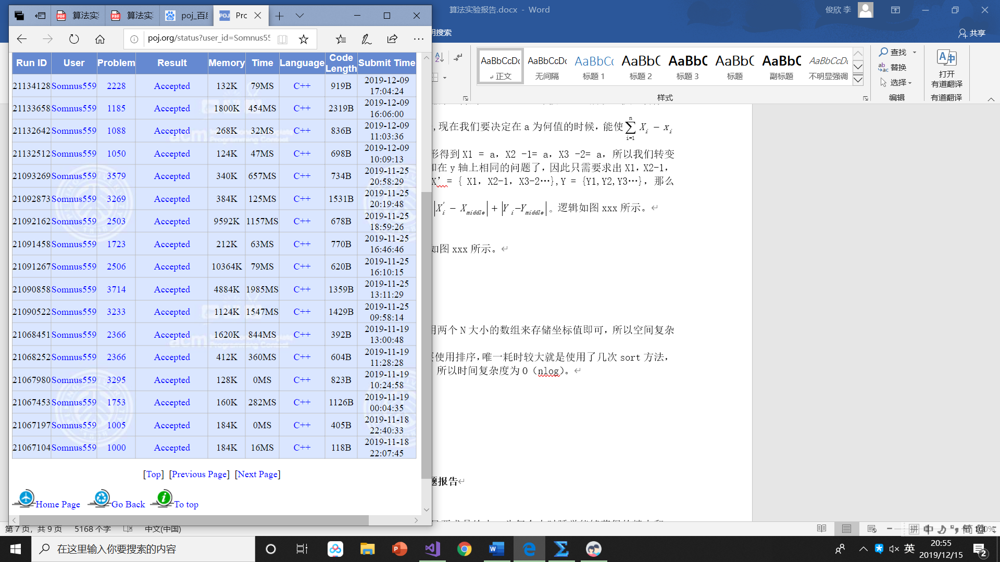 算法实验报告.docx - Word
俊欣 李
算法实
算法实
poj_百度
Prc
poj.org/status?user_id=Somnus55
明搜索
共享
Run ID User Problem Result Memory Time Language Code Length Submit Time
21134128 Somnus559 2228 Accepted 132K 79MS C++ 919B 2019-12-09 17:04:24
21133658 Somnus559 1185 Accepted 1800K 454MS C++ 2319B 2019-12-09 16:06:00
21132642 Somnus559 1088 Accepted 268K 32MS C++ 836B 2019-12-09 11:03:36
21132512 Somnus559 1050 Accepted 124K 47MS C++ 698B 2019-12-09 10:09:13
21093269 Somnus559 3579 Accepted 340K 657MS C++ 734B 2019-11-25 20:58:29
21092873 Somnus559 3269 Accepted 384K 125MS C++ 1531B 2019-11-25 20:19:48
21092162 Somnus559 2503 Accepted 9592K 1157MS C++ 678B 2019-11-25 18:59:26
21091458 Somnus559 1723 Accepted 212K 63MS C++ 770B 2019-11-25 16:46:46
21091267 Somnus559 2506 Accepted 10364K 79MS C++ 620B 2019-11-25 16:10:15
21090858 Somnus559 3714 Accepted 4884K 1985MS C++ 1359B 2019-11-25 13:11:29
21090522 Somnus559 3233 Accepted 1124K 1547MS C++ 1429B 2019-11-25 09:58:14
21068451 Somnus559 2366 Accepted 1620K 844MS C++ 392B 2019-11-19 13:00:48
21068252 Somnus559 2366 Accepted 412K 360MS C++ 604B 2019-11-19 11:28:28
21067980 Somnus559 3295 Accepted 128K 0MS C++ 823B 2019-11-19 10:24:58
21067453 Somnus559 1753 Accepted 160K 282MS C++ 1126B 2019-11-19 00:04:35
21067197 Somnus559 1005 Accepted 184K 0MS C++ 405B 2019-11-18 22:40:33
21067104 Somnus559 1000 Accepted 184K 16MS C++ 118B 2019-11-18 22:07:45
[Top] [Previous Page] [Next Page]
Home Page Go Back To top
AaBbCcDc AaBbCcDc AaBbCc AaBbC AaBbC AaBbC AaBbC AaBbCcDc
正文 无间隔 标题 1 标题 2 标题 3 标题 副标题 不明显强调
样式
查找
替换
选择
编辑
打开
有道翻译
有道翻译
,现在我们要决定在 a 为何值的时候，能使 n ∑ i=1 Xi − xi
形得到 X1 = a，X2 -1= a，X3 -2= a，所以我们转变
和在 y 轴上相同的问题了，因此只需要求出 X1，X2-1，
X' = { X1，X2-1，X3-2…},Y = {Y1,Y2,Y3…}，那么
|X'i − Xmiddle| + |Yi−Ymiddle|。逻辑如图 xxx 所示。
如图 xxx 所示。
用两个 N 大小的数组来存储坐标值即可，所以空间复杂
要使用排序，唯一耗时较大就是使用了几次 sort 方法，
所以时间复杂度为 O（nlog）。
题报告
第 7 页，共 9 页 5168 个字 中文(中国)
拼 中 简
100%
在这里输入你要搜索的内容
英
20:55
2019/12/15
2